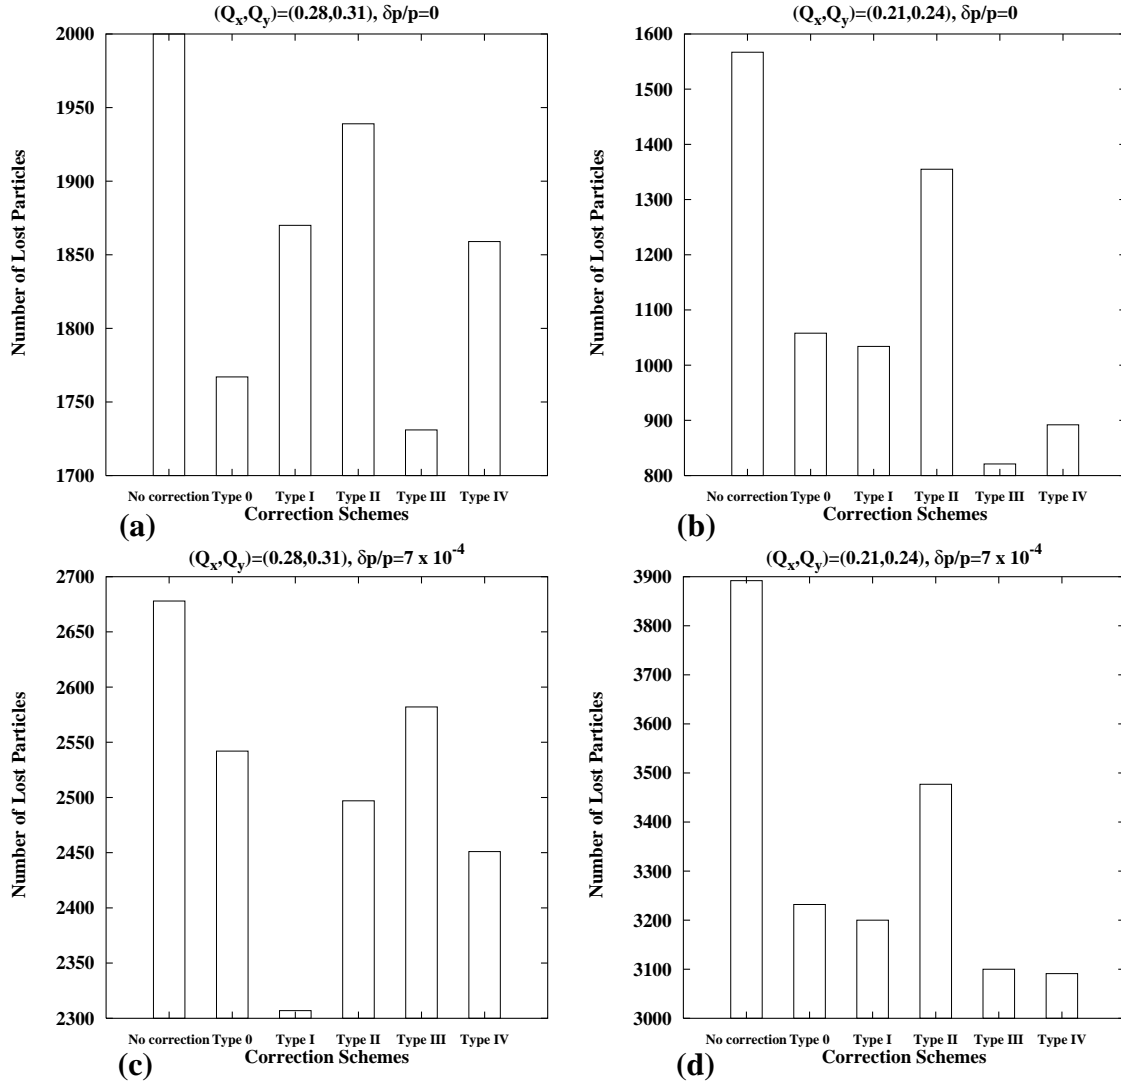 (Qx,Qy)=(0.28,0.31), δp/p=0
Number of Lost Particles
2000
1950
1900
1850
1800
1750
1700
No correction Type 0 Type I Type II Type III Type IV
(a) Correction Schemes
(Qx,Qy)=(0.21,0.24), δp/p=0
Number of Lost Particles
1600
1500
1400
1300
1200
1100
1000
900
800
No correction Type 0 Type I Type II Type III Type IV
(b) Correction Schemes
(Qx,Qy)=(0.28,0.31), δp/p=7 x 10-4
Number of Lost Particles
2700
2650
2600
2550
2500
2450
2400
2350
2300
No correction Type 0 Type I Type II Type III Type IV
(c) Correction Schemes
(Qx,Qy)=(0.21,0.24), δp/p=7 x 10-4
Number of Lost Particles
3900
3800
3700
3600
3500
3400
3300
3200
3100
3000
No correction Type 0 Type I Type II Type III Type IV
(d) Correction Schemes